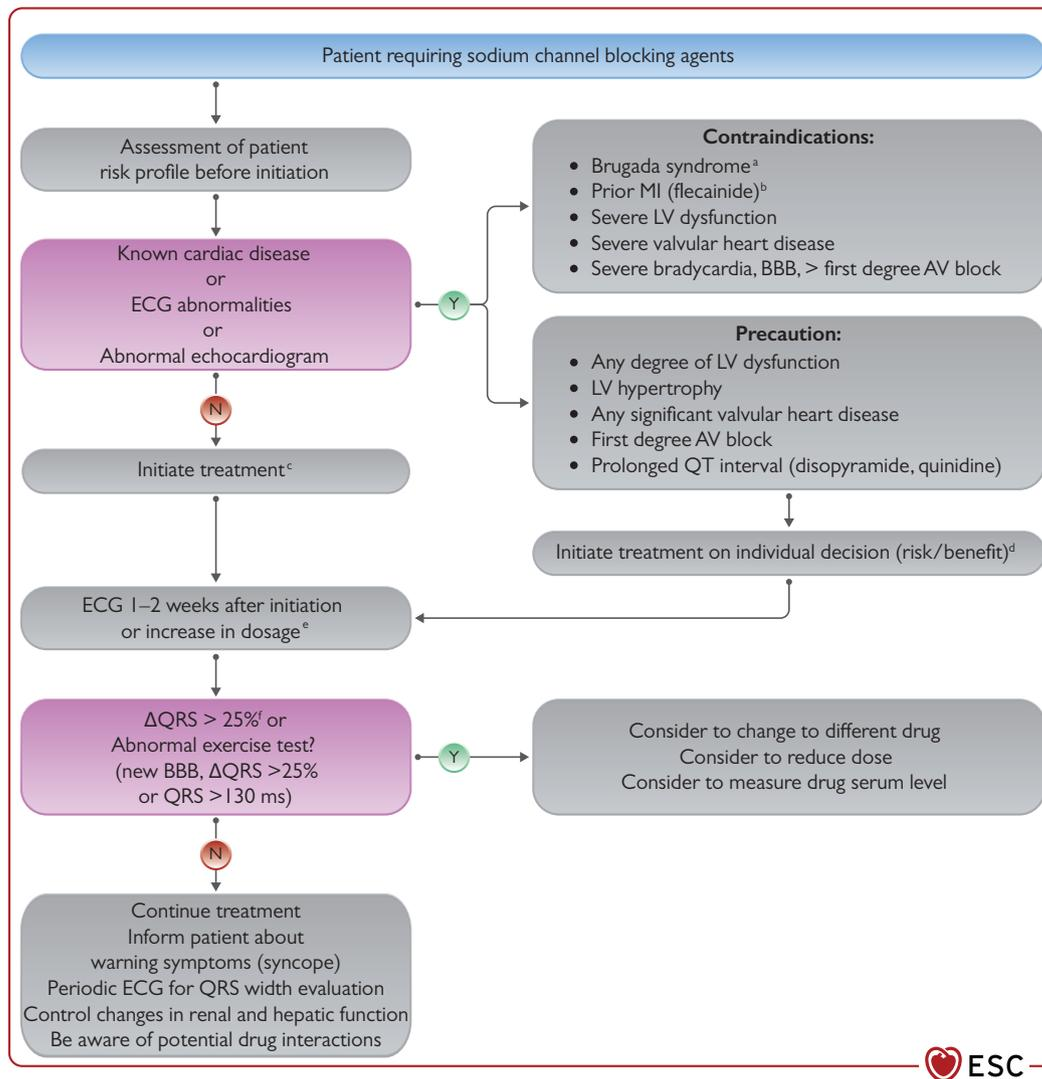 Patient requiring sodium channel blocking agents
Assessment of patient
risk profile before initiation
Known cardiac disease
or
ECG abnormalities
or
Abnormal echocardiogram
Y
Contraindications:
• Brugada syndromeᵃ
• Prior MI (flecainide)ᵇ
• Severe LV dysfunction
• Severe valvular heart disease
• Severe bradycardia, BBB, > first degree AV block
Precaution:
• Any degree of LV dysfunction
• LV hypertrophy
• Any significant valvular heart disease
• First degree AV block
• Prolonged QT interval (disopyramide, quinidine)
N
Initiate treatmentᶜ
Initiate treatment on individual decision (risk/benefit)ᵈ
ECG 1–2 weeks after initiation
or increase in dosageᵉ
ΔQRS > 25%ᶠ or
Abnormal exercise test?
(new BBB, ΔQRS >25%
or QRS >130 ms)
Y
Consider to change to different drug
Consider to reduce dose
Consider to measure drug serum level
N
Continue treatment
Inform patient about
warning symptoms (syncope)
Periodic ECG for QRS width evaluation
Control changes in renal and hepatic function
Be aware of potential drug interactions
ESC